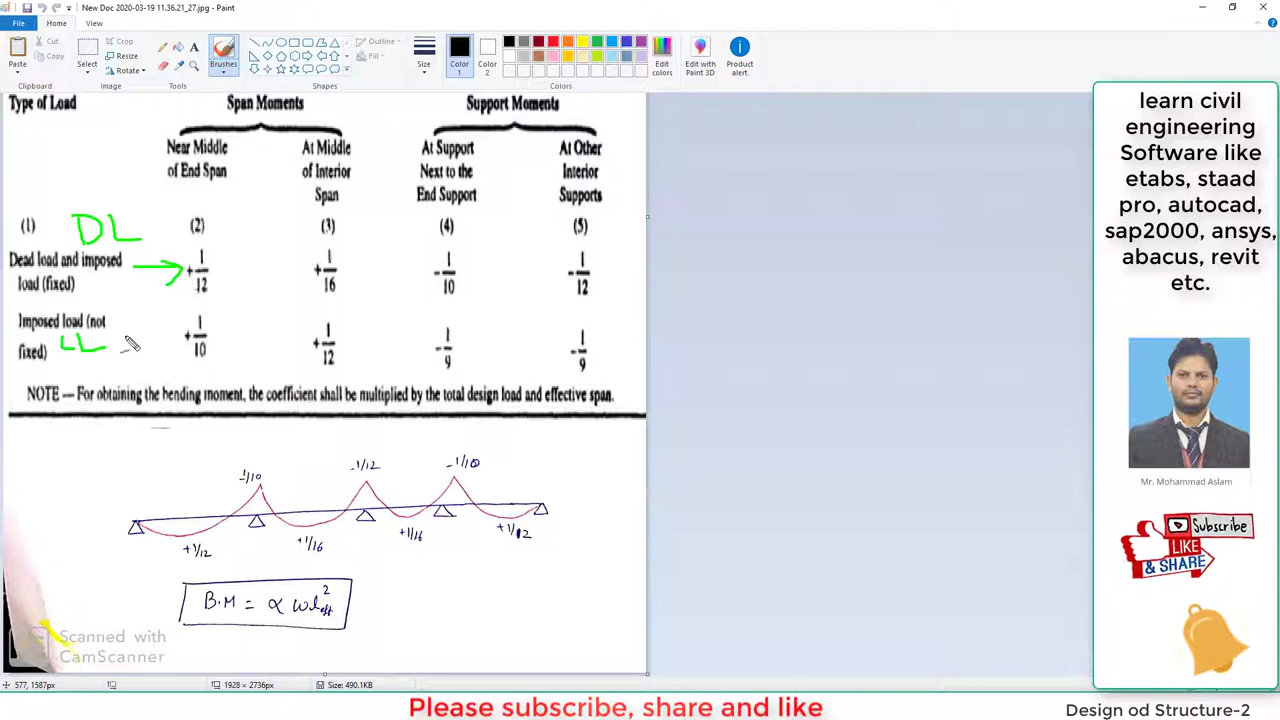 New Doc 2020-03-19 11.36.21_27.jpg - Paint
File Home View
Paste Cut Copy Clipboard
Select Crop Resize Rotate Image
Tools
Brushes
Shapes
Outline Fill
Size
Color 1
Color 2
Colors
Edit colors
Edit with Paint 3D
Product alert
Type of Load
Span Moments
Support Moments
Near Middle of End Span
At Middle of Interior Span
At Support Next to the End Support
At Other Interior Supports
(1) DL (2) (3) (4) (5)
Dead load and imposed load (fixed) +1/12 +1/16 -1/10 -1/12
Imposed load (not fixed) LL +1/10 +1/12 -1/9 -1/9
NOTE — For obtaining the bending moment, the coefficient shall be multiplied by the total design load and effective span.
-1/10 -1/12 -1/10
+1/12 +1/16 +1/16 +1/12
B.M = α wl²eff
Scanned with
CamScanner
577, 1587px 1928 × 2736px Size: 490.1KB
learn civil
engineering
Software like
etabs, staad
pro, autocad,
sap2000, ansys,
abacus, revit
etc.
Mr. Mohammad Aslam
Subscribe
LIKE
& SHARE
Please subscribe, share and like
Design od Structure-2